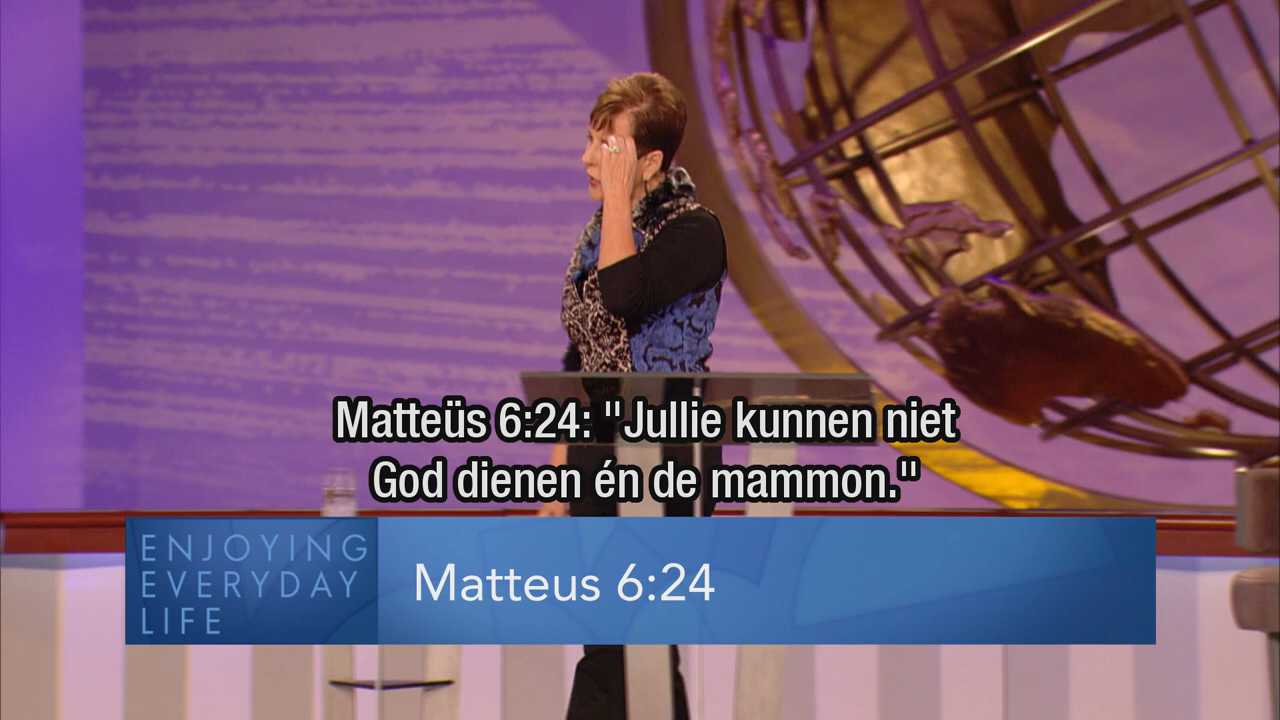 Matteüs 6:24: "Jullie kunnen niet
God dienen én de mammon."
ENJOYING
EVERYDAY
LIFE
Matteus 6:24